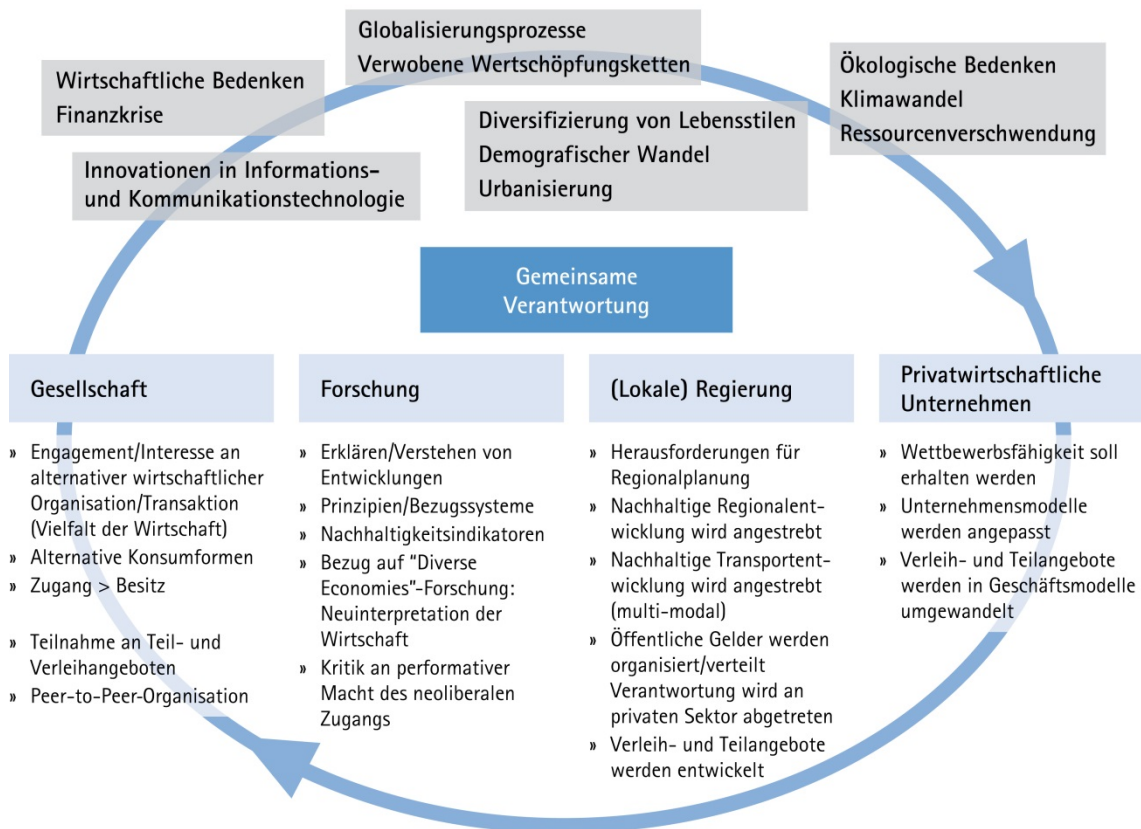 Globalisierungsprozesse
Verwobene Wertschöpfungsketten
Wirtschaftliche Bedenken
Finanzkrise
Ökologische Bedenken
Klimawandel
Ressourcenverschwendung
Diversifizierung von Lebensstilen
Demografischer Wandel
Urbanisierung
Innovationen in Informations-
und Kommunikationstechnologie
Gemeinsame
Verantwortung
Gesellschaft
» Engagement/Interesse an
alternativer wirtschaftlicher
Organisation/Transaktion
(Vielfalt der Wirtschaft)
» Alternative Konsumformen
» Zugang > Besitz
» Teilnahme an Teil- und
Verleihangeboten
» Peer-to-Peer-Organisation
Forschung
» Erklären/Verstehen von
Entwicklungen
» Prinzipien/Bezugssysteme
» Nachhaltigkeitsindikatoren
» Bezug auf "Diverse
Economies"-Forschung:
Neuinterpretation der
Wirtschaft
» Kritik an performativer
Macht des neoliberalen
Zugangs
(Lokale) Regierung
» Herausforderungen für
Regionalplanung
» Nachhaltige Regionalent-
wicklung wird angestrebt
» Nachhaltige Transportent-
wicklung wird angestrebt
(multi-modal)
» Öffentliche Gelder werden
organisiert/verteilt
Verantwortung wird an
privaten Sektor abgetreten
» Verleih- und Teilangebote
werden entwickelt
Privatwirtschaftliche
Unternehmen
» Wettbewerbsfähigkeit soll
erhalten werden
» Unternehmensmodelle
werden angepasst
» Verleih- und Teilangebote
werden in Geschäftsmodelle
umgewandelt